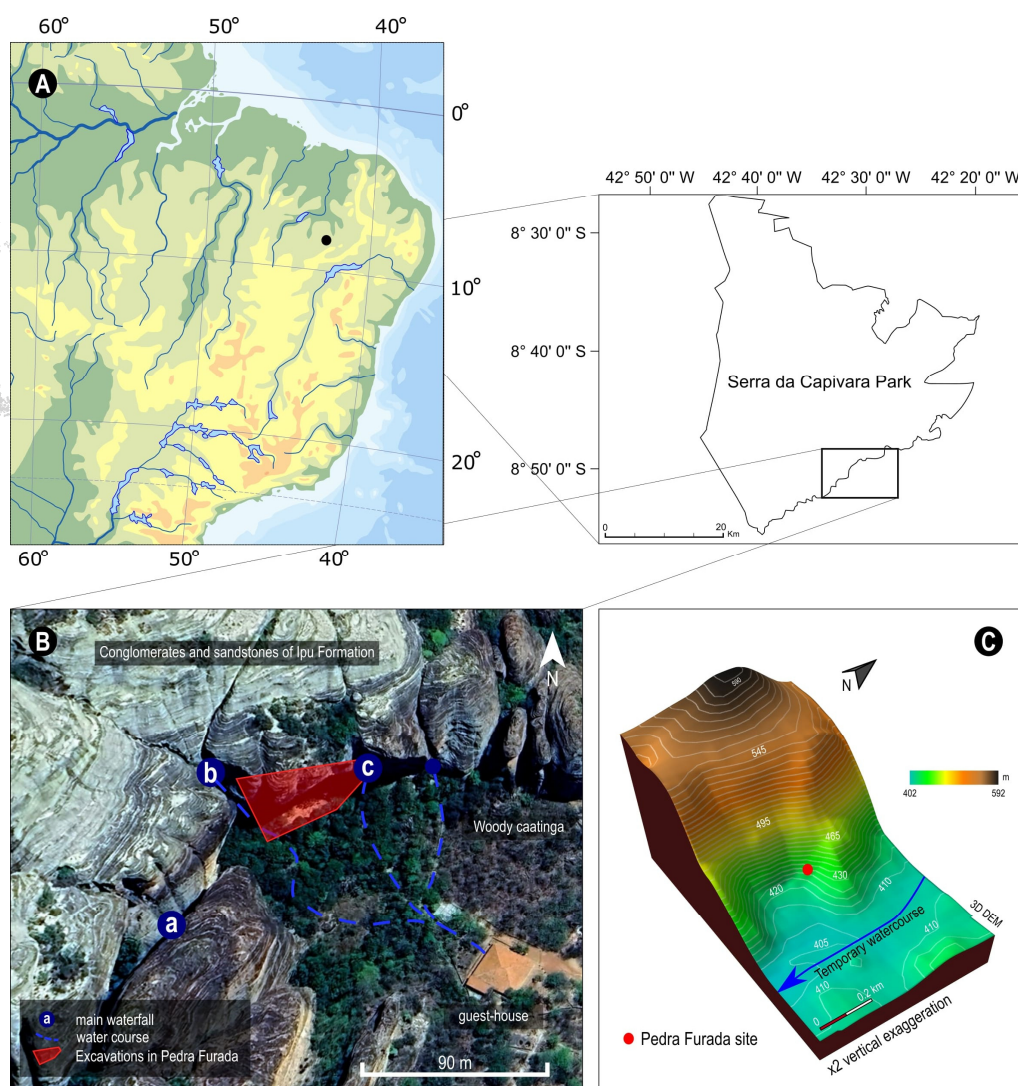 60° 50° 40°
A
0°
10°
20°
60° 50° 40°
42° 50' 0" W 42° 40' 0" W 42° 30' 0" W 42° 20' 0" W
8° 30' 0" S
8° 40' 0" S
8° 50' 0" S
Serra da Capivara Park
0 20
Km
B
Conglomerates and sandstones of Ipu Formation
N
b
c
a
Woody caatinga
guest-house
a main waterfall
water course
Excavations in Pedra Furada
90 m
C
N
590
545
495
465
430
420
410
405
410
410
m
402 592
3D DEM
Temporary watercourse
0 0.2 km
x2 vertical exaggeration
Pedra Furada site